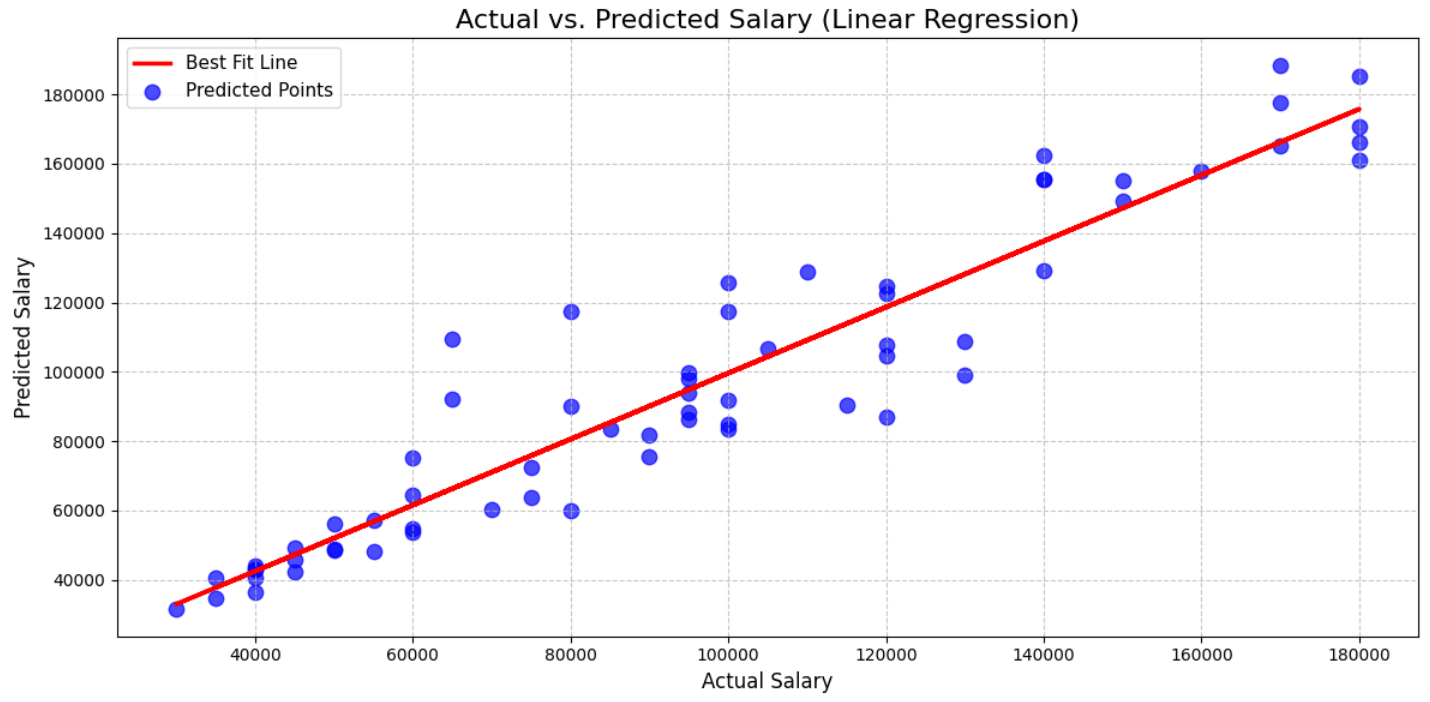 Actual vs. Predicted Salary (Linear Regression)
Best Fit Line
Predicted Points
Predicted Salary
180000
160000
140000
120000
100000
80000
60000
40000
40000 60000 80000 100000 120000 140000 160000 180000
Actual Salary